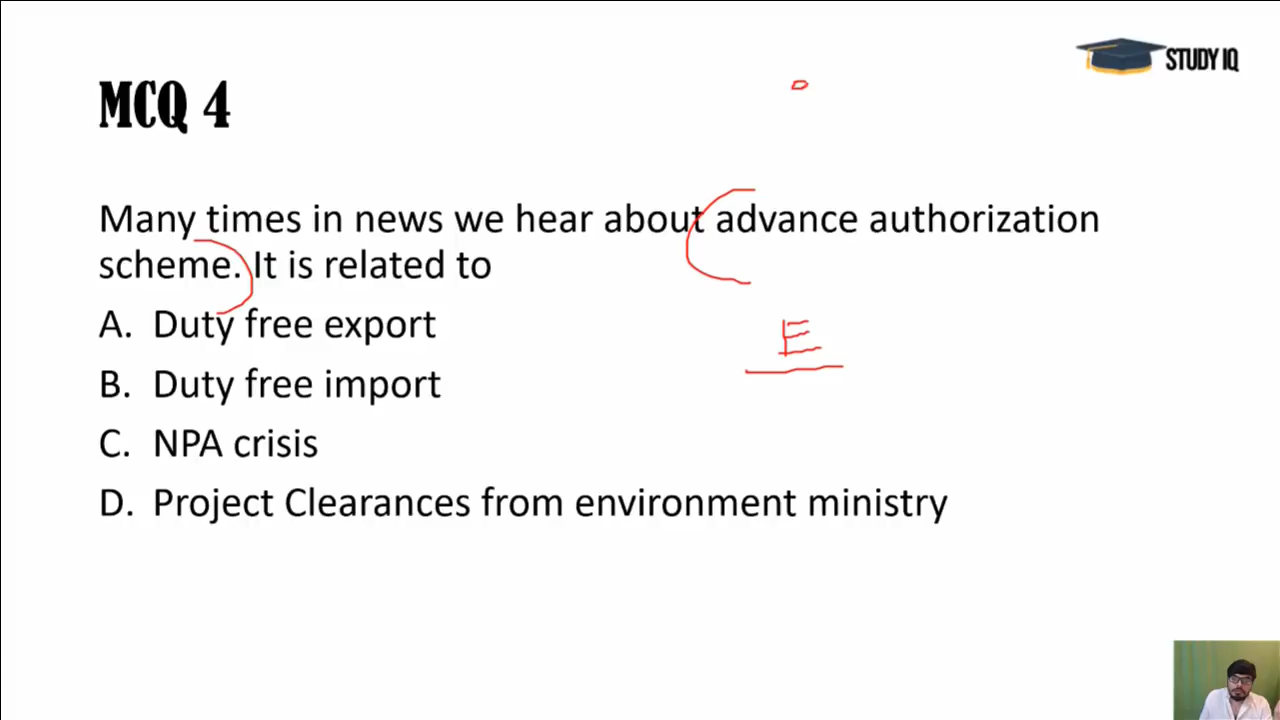 STUDY IQ
MCQ 4
Many times in news we hear about advance authorization
scheme. It is related to
A. Duty free export
B. Duty free import
C. NPA crisis
D. Project Clearances from environment ministry
E